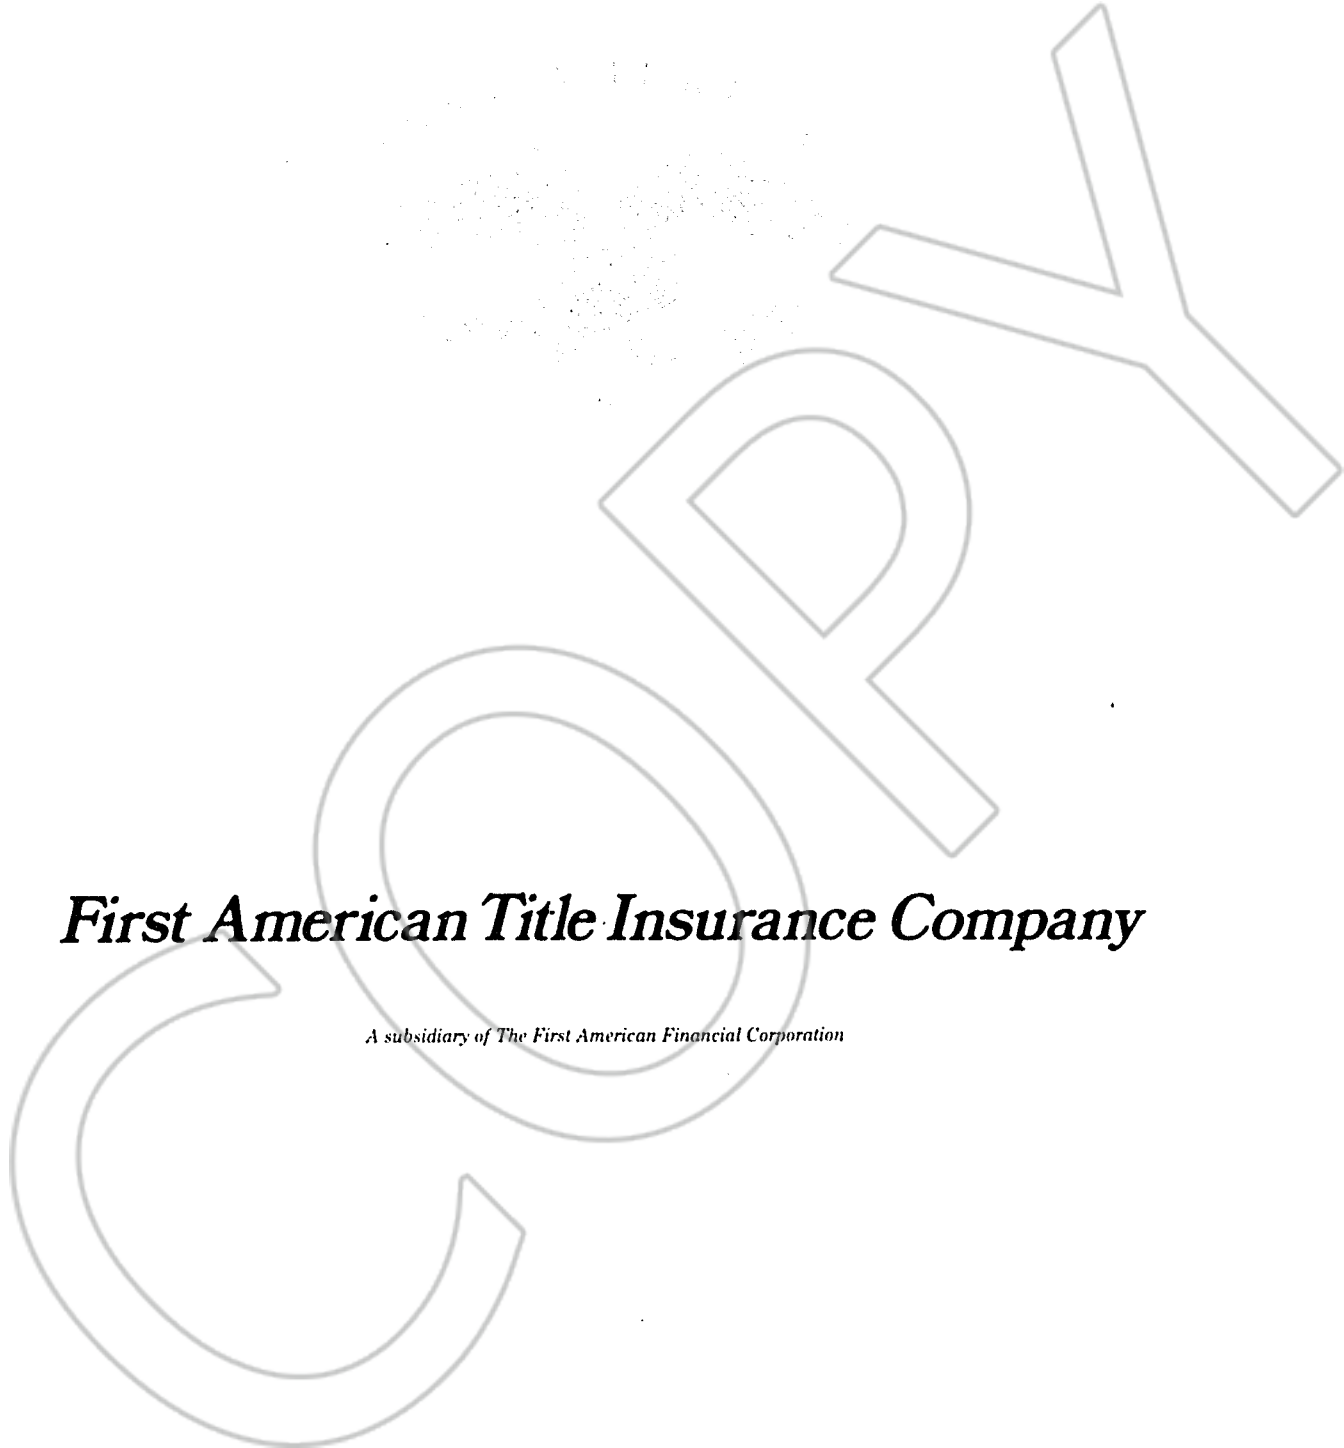 COPY
First American Title Insurance Company
A subsidiary of The First American Financial Corporation